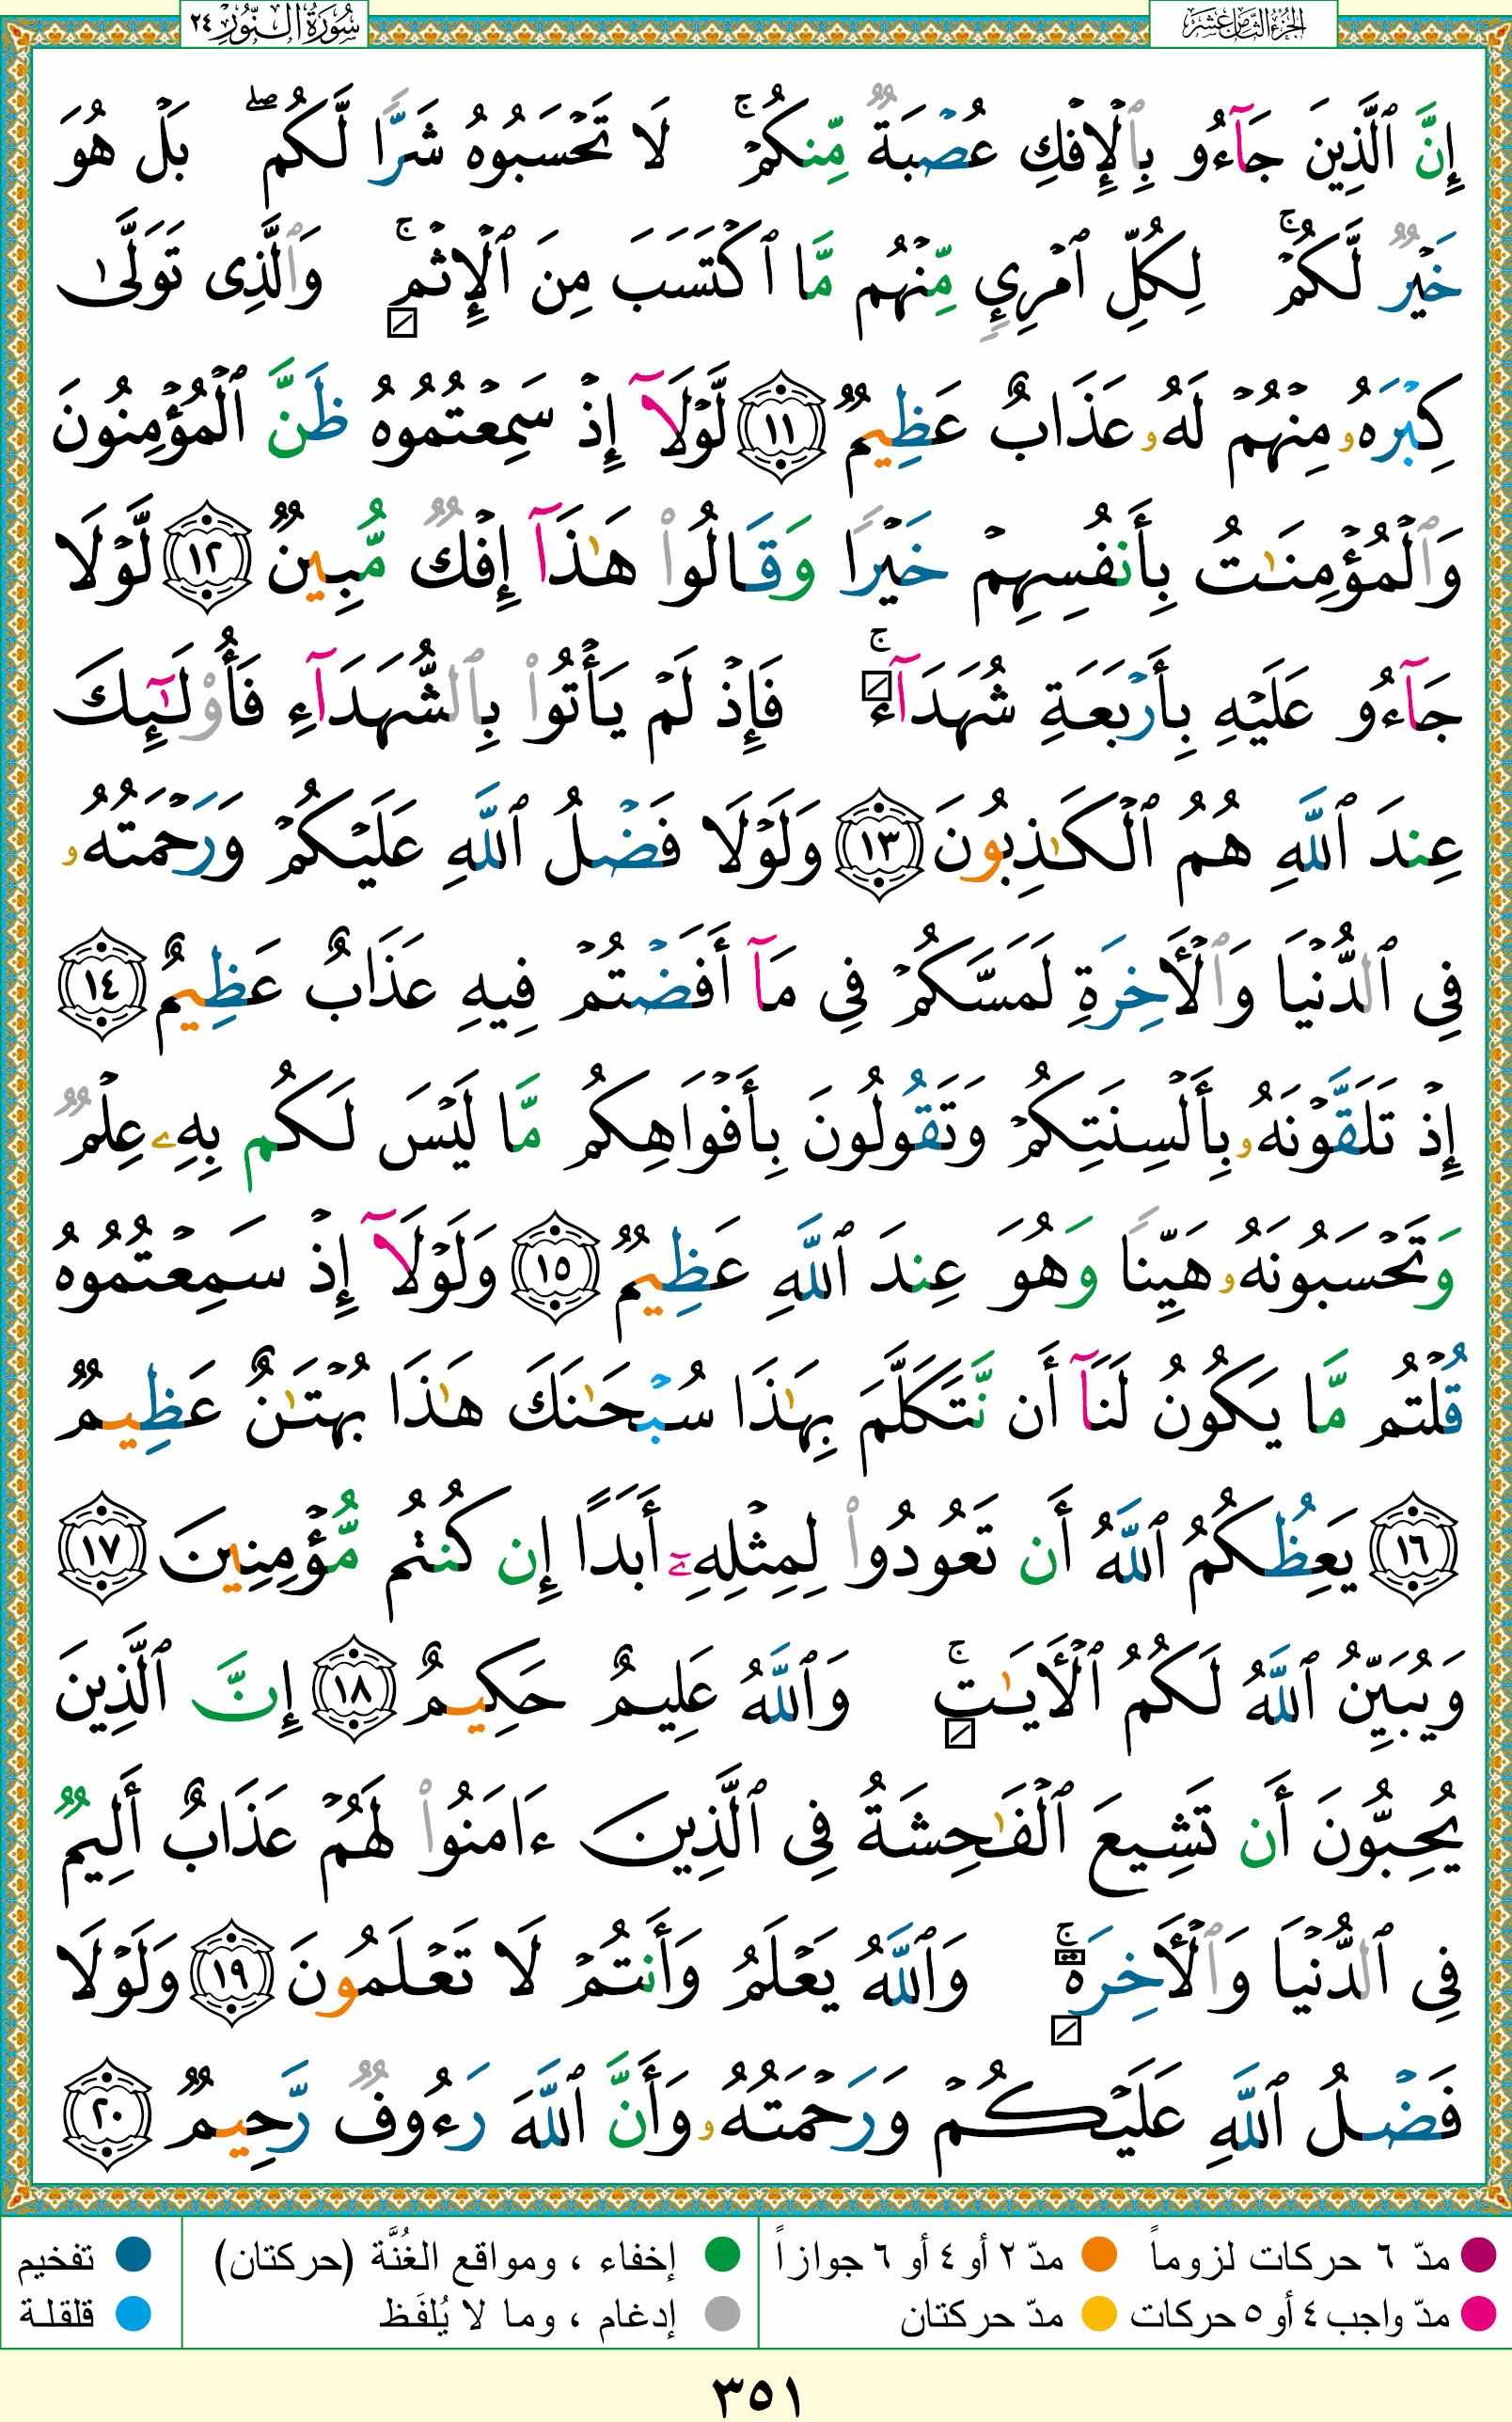 الجزء الثامن عشر
سورة النور ٢٤
إِنَّ ٱلَّذِينَ جَآءُو بِٱلْإِفْكِ عُصْبَةٌ مِّنكُمْ ۚ لَا تَحْسَبُوهُ شَرًّا لَّكُم ۖ بَلْ هُوَ
خَيْرٌ لَّكُمْ ۚ لِكُلِّ ٱمْرِئٍ مِّنْهُم مَّا ٱكْتَسَبَ مِنَ ٱلْإِثْمِ ۚ وَٱلَّذِى تَوَلَّىٰ
كِبْرَهُۥ مِنْهُمْ لَهُۥ عَذَابٌ عَظِيمٌ ١١ لَّوْلَآ إِذْ سَمِعْتُمُوهُ ظَنَّ ٱلْمُؤْمِنُونَ
وَٱلْمُؤْمِنَٰتُ بِأَنفُسِهِمْ خَيْرًا وَقَالُوا۟ هَٰذَآ إِفْكٌ مُّبِينٌ ١٢ لَّوْلَا
جَآءُو عَلَيْهِ بِأَرْبَعَةِ شُهَدَآءَ ۚ فَإِذْ لَمْ يَأْتُوا۟ بِٱلشُّهَدَآءِ فَأُو۟لَٰٓئِكَ
عِندَ ٱللَّهِ هُمُ ٱلْكَٰذِبُونَ ١٣ وَلَوْلَا فَضْلُ ٱللَّهِ عَلَيْكُمْ وَرَحْمَتُهُۥ
فِى ٱلدُّنْيَا وَٱلْأَخِرَةِ لَمَسَّكُمْ فِى مَآ أَفَضْتُمْ فِيهِ عَذَابٌ عَظِيمٌ ١٤
إِذْ تَلَقَّوْنَهُۥ بِأَلْسِنَتِكُمْ وَتَقُولُونَ بِأَفْوَاهِكُم مَّا لَيْسَ لَكُم بِهِۦ عِلْمٌ
وَتَحْسَبُونَهُۥ هَيِّنًا وَهُوَ عِندَ ٱللَّهِ عَظِيمٌ ١٥ وَلَوْلَآ إِذْ سَمِعْتُمُوهُ
قُلْتُم مَّا يَكُونُ لَنَآ أَن نَّتَكَلَّمَ بِهَٰذَا سُبْحَٰنَكَ هَٰذَا بُهْتَٰنٌ عَظِيمٌ
١٦ يَعِظُكُمُ ٱللَّهُ أَن تَعُودُوا۟ لِمِثْلِهِۦٓ أَبَدًا إِن كُنتُم مُّؤْمِنِينَ ١٧
وَيُبَيِّنُ ٱللَّهُ لَكُمُ ٱلْأَيَٰتِ ۚ وَٱللَّهُ عَلِيمٌ حَكِيمٌ ١٨ إِنَّ ٱلَّذِينَ
يُحِبُّونَ أَن تَشِيعَ ٱلْفَٰحِشَةُ فِى ٱلَّذِينَ ءَامَنُوا۟ لَهُمْ عَذَابٌ أَلِيمٌ
فِى ٱلدُّنْيَا وَٱلْأَخِرَةِ ۚ وَٱللَّهُ يَعْلَمُ وَأَنتُمْ لَا تَعْلَمُونَ ١٩ وَلَوْلَا
فَضْلُ ٱللَّهِ عَلَيْكُمْ وَرَحْمَتُهُۥ وَأَنَّ ٱللَّهَ رَءُوفٌ رَّحِيمٌ ٢٠
مدّ ٦ حركات لزوماً مدّ ٢ أو ٤ أو ٦ جوازاً إخفاء ، ومواقع الغُنَّة (حركتان) تفخيم
مدّ واجب ٤ أو ٥ حركات مدّ حركتان إدغام ، وما لا يُلفَظ قلقلة
٣٥١